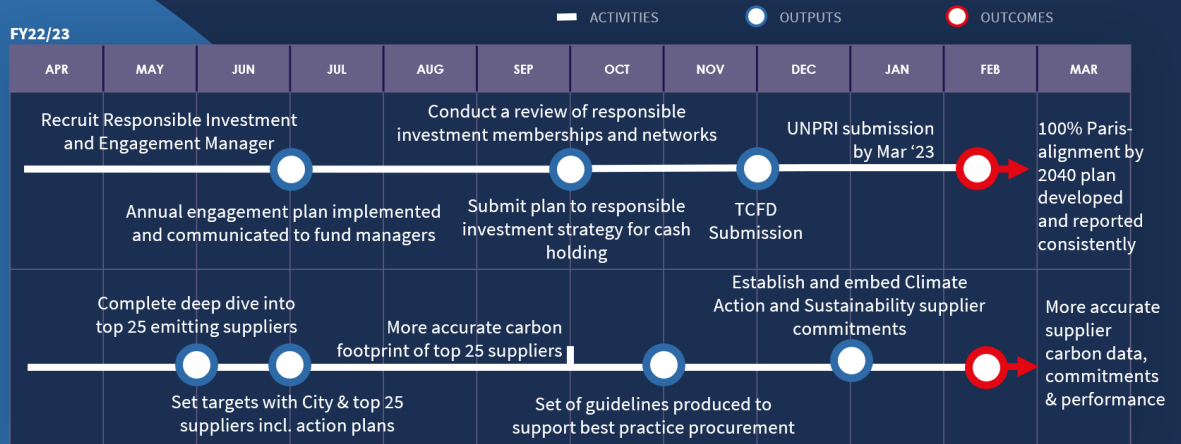 ACTIVITIES
OUTPUTS
OUTCOMES
FY22/23
APR
MAY
JUN
JUL
AUG
SEP
OCT
NOV
DEC
JAN
FEB
MAR
Recruit Responsible Investment
and Engagement Manager
Conduct a review of responsible
investment memberships and networks
UNPRI submission
by Mar ‘23
100% Paris-
alignment by
2040 plan
developed
and reported
consistently
Annual engagement plan implemented
and communicated to fund managers
Submit plan to responsible
investment strategy for cash
holding
TCFD
Submission
Complete deep dive into
top 25 emitting suppliers
More accurate carbon
footprint of top 25 suppliers
Establish and embed Climate
Action and Sustainability supplier
commitments
More accurate
supplier
carbon data,
commitments
& performance
Set targets with City & top 25
suppliers incl. action plans
Set of guidelines produced to
support best practice procurement